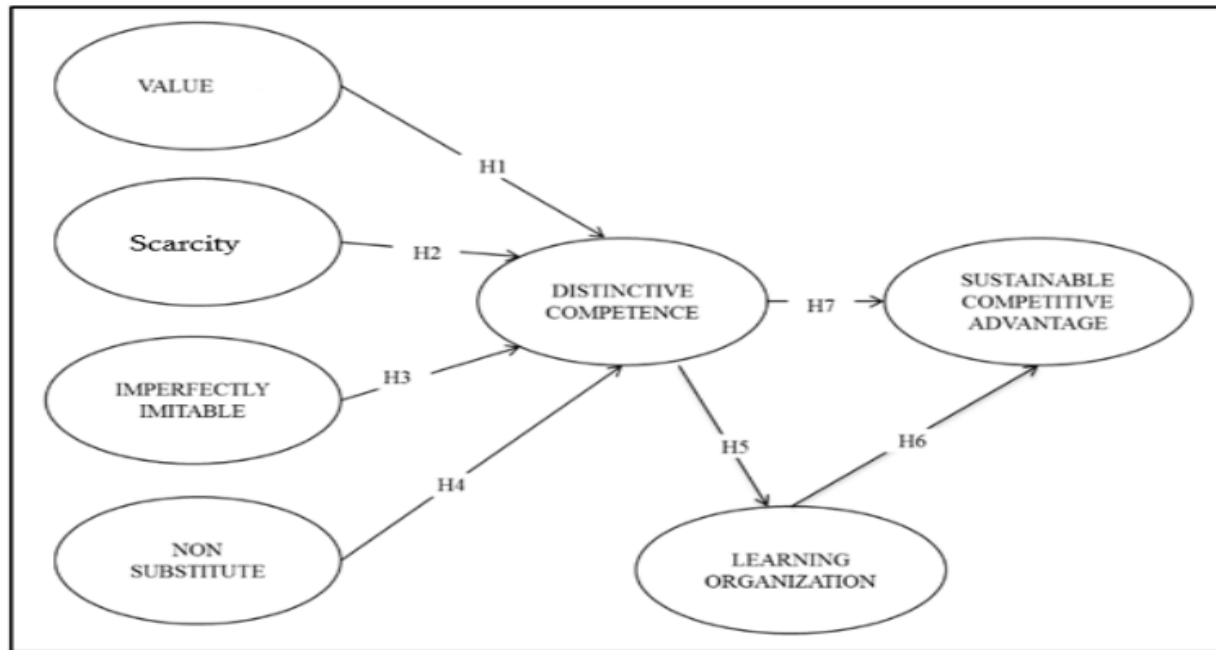 VALUE
H1
Scarcity
H2
DISTINCTIVE
COMPETENCE
H7
SUSTAINABLE
COMPETITIVE
ADVANTAGE
IMPERFECTLY
IMITABLE
H3
H5
H6
H4
NON
SUBSTITUTE
LEARNING
ORGANIZATION